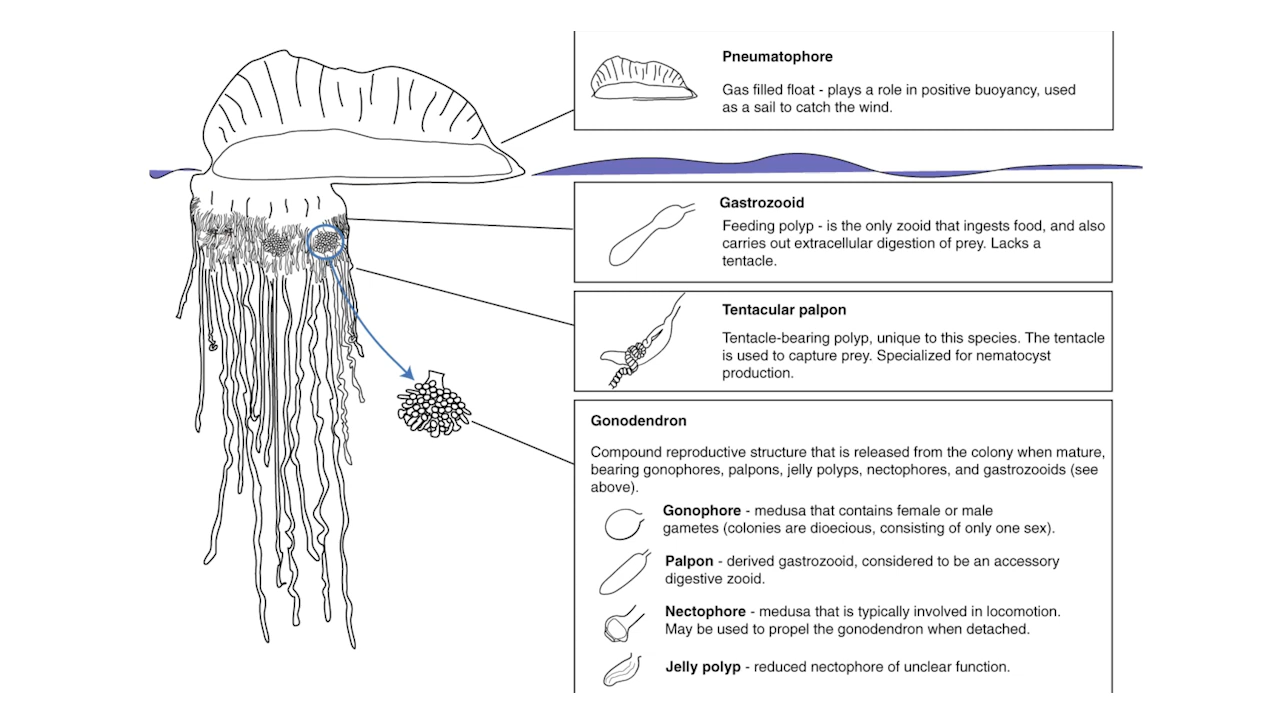 Pneumatophore
Gas filled float - plays a role in positive buoyancy, used
as a sail to catch the wind.
Gastrozooid
Feeding polyp - is the only zooid that ingests food, and also
carries out extracellular digestion of prey. Lacks a
tentacle.
Tentacular palpon
Tentacle-bearing polyp, unique to this species. The tentacle
is used to capture prey. Specialized for nematocyst
production.
Gonodendron
Compound reproductive structure that is released from the colony when mature,
bearing gonophores, palpons, jelly polyps, nectophores, and gastrozooids (see
above).
Gonophore - medusa that contains female or male
gametes (colonies are dioecious, consisting of only one sex).
Palpon - derived gastrozooid, considered to be an accessory
digestive zooid.
Nectophore - medusa that is typically involved in locomotion.
May be used to propel the gonodendron when detached.
Jelly polyp - reduced nectophore of unclear function.